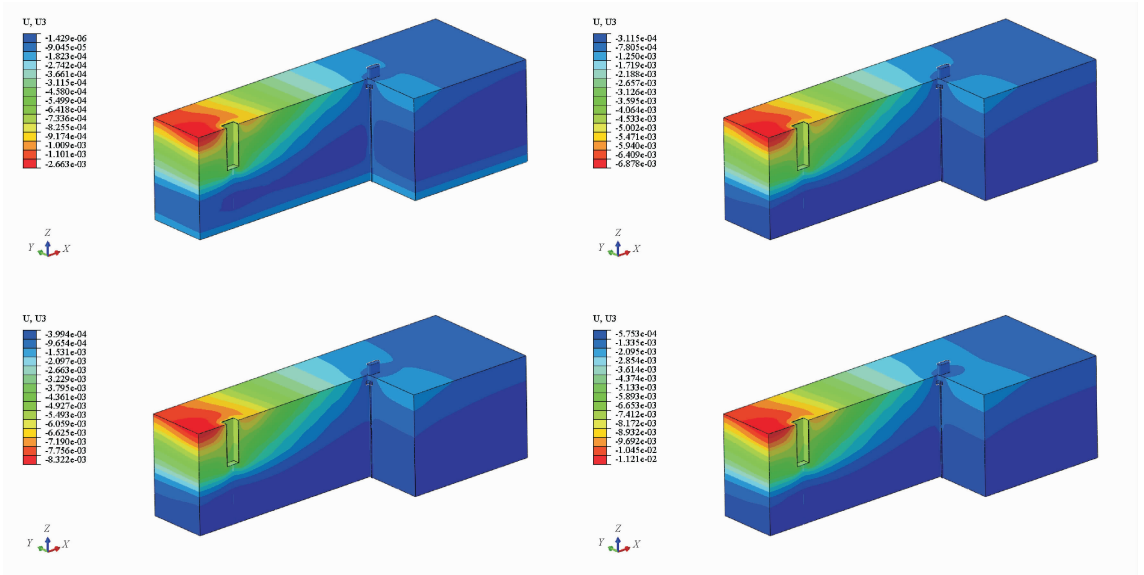 U, U3
-1.429e-06
-9.045e-05
-1.823e-04
-2.742e-04
-3.661e-04
-3.115e-04
-4.580e-04
-5.499e-04
-6.418e-04
-7.336e-04
-8.255e-04
-9.174e-04
-1.009e-03
-1.101e-03
-2.663e-03
Z
Y
X
U, U3
-3.115e-04
-7.805e-04
-1.250e-03
-1.719e-03
-2.188e-03
-2.657e-03
-3.126e-03
-3.595e-03
-4.064e-03
-4.533e-03
-5.002e-03
-5.471e-03
-5.940e-03
-6.409e-03
-6.878e-03
Z
Y
X
U, U3
-3.994e-04
-9.654e-04
-1.531e-03
-2.097e-03
-2.663e-03
-3.229e-03
-3.795e-03
-4.361e-03
-4.927e-03
-5.493e-03
-6.059e-03
-6.625e-03
-7.190e-03
-7.756e-03
-8.322e-03
Z
Y
X
U, U3
-5.753e-04
-1.335e-03
-2.095e-03
-2.854e-03
-3.614e-03
-4.374e-03
-5.133e-03
-5.893e-03
-6.653e-03
-7.412e-03
-8.172e-03
-8.932e-03
-9.692e-03
-1.045e-02
-1.121e-02
Z
Y
X